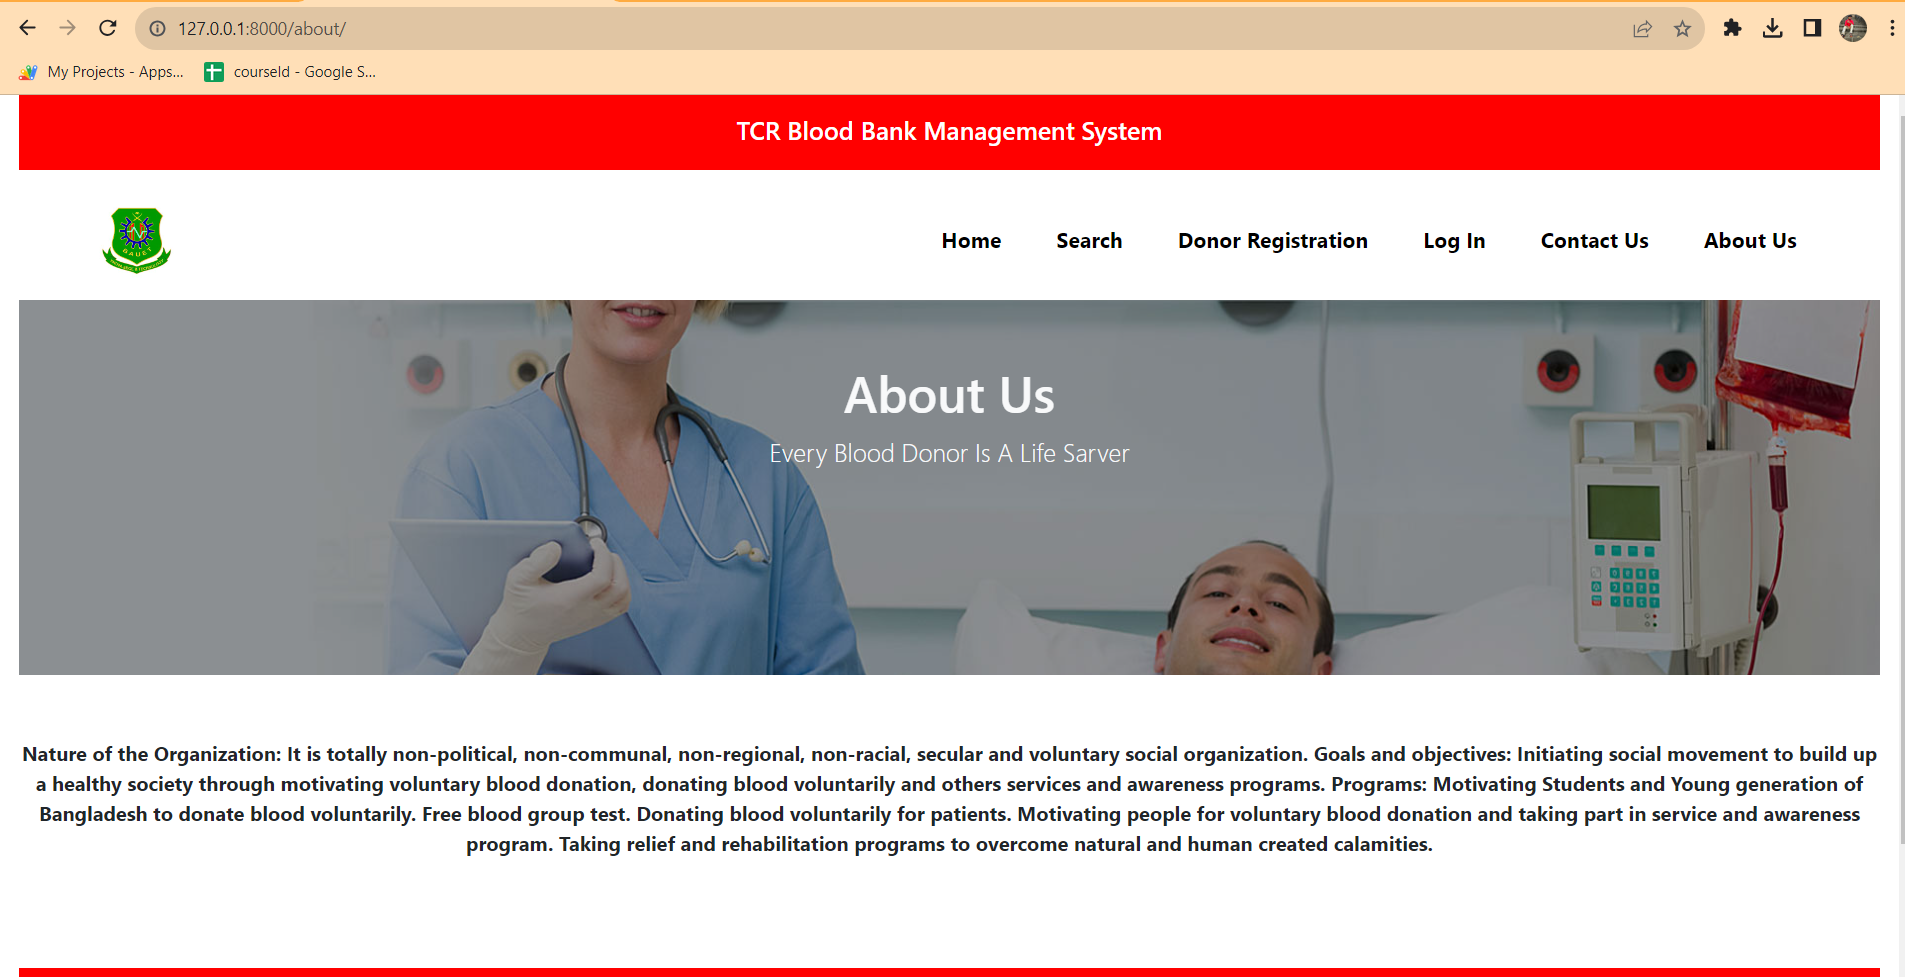 127.0.0.1:8000/about/
My Projects - Apps...
courseId - Google S...
TCR Blood Bank Management System
BAUET
Home Search Donor Registration Log In Contact Us About Us
About Us
Every Blood Donor Is A Life Sarver
Nature of the Organization: It is totally non-political, non-communal, non-regional, non-racial, secular and voluntary social organization. Goals and objectives: Initiating social movement to build up
a healthy society through motivating voluntary blood donation, donating blood voluntarily and others services and awareness programs. Programs: Motivating Students and Young generation of
Bangladesh to donate blood voluntarily. Free blood group test. Donating blood voluntarily for patients. Motivating people for voluntary blood donation and taking part in service and awareness
program. Taking relief and rehabilitation programs to overcome natural and human created calamities.